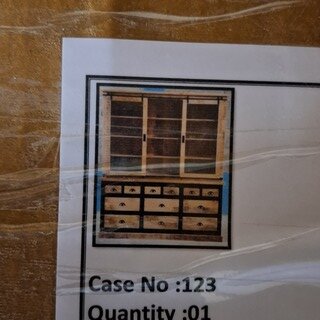 Case No :123
Quantity :01